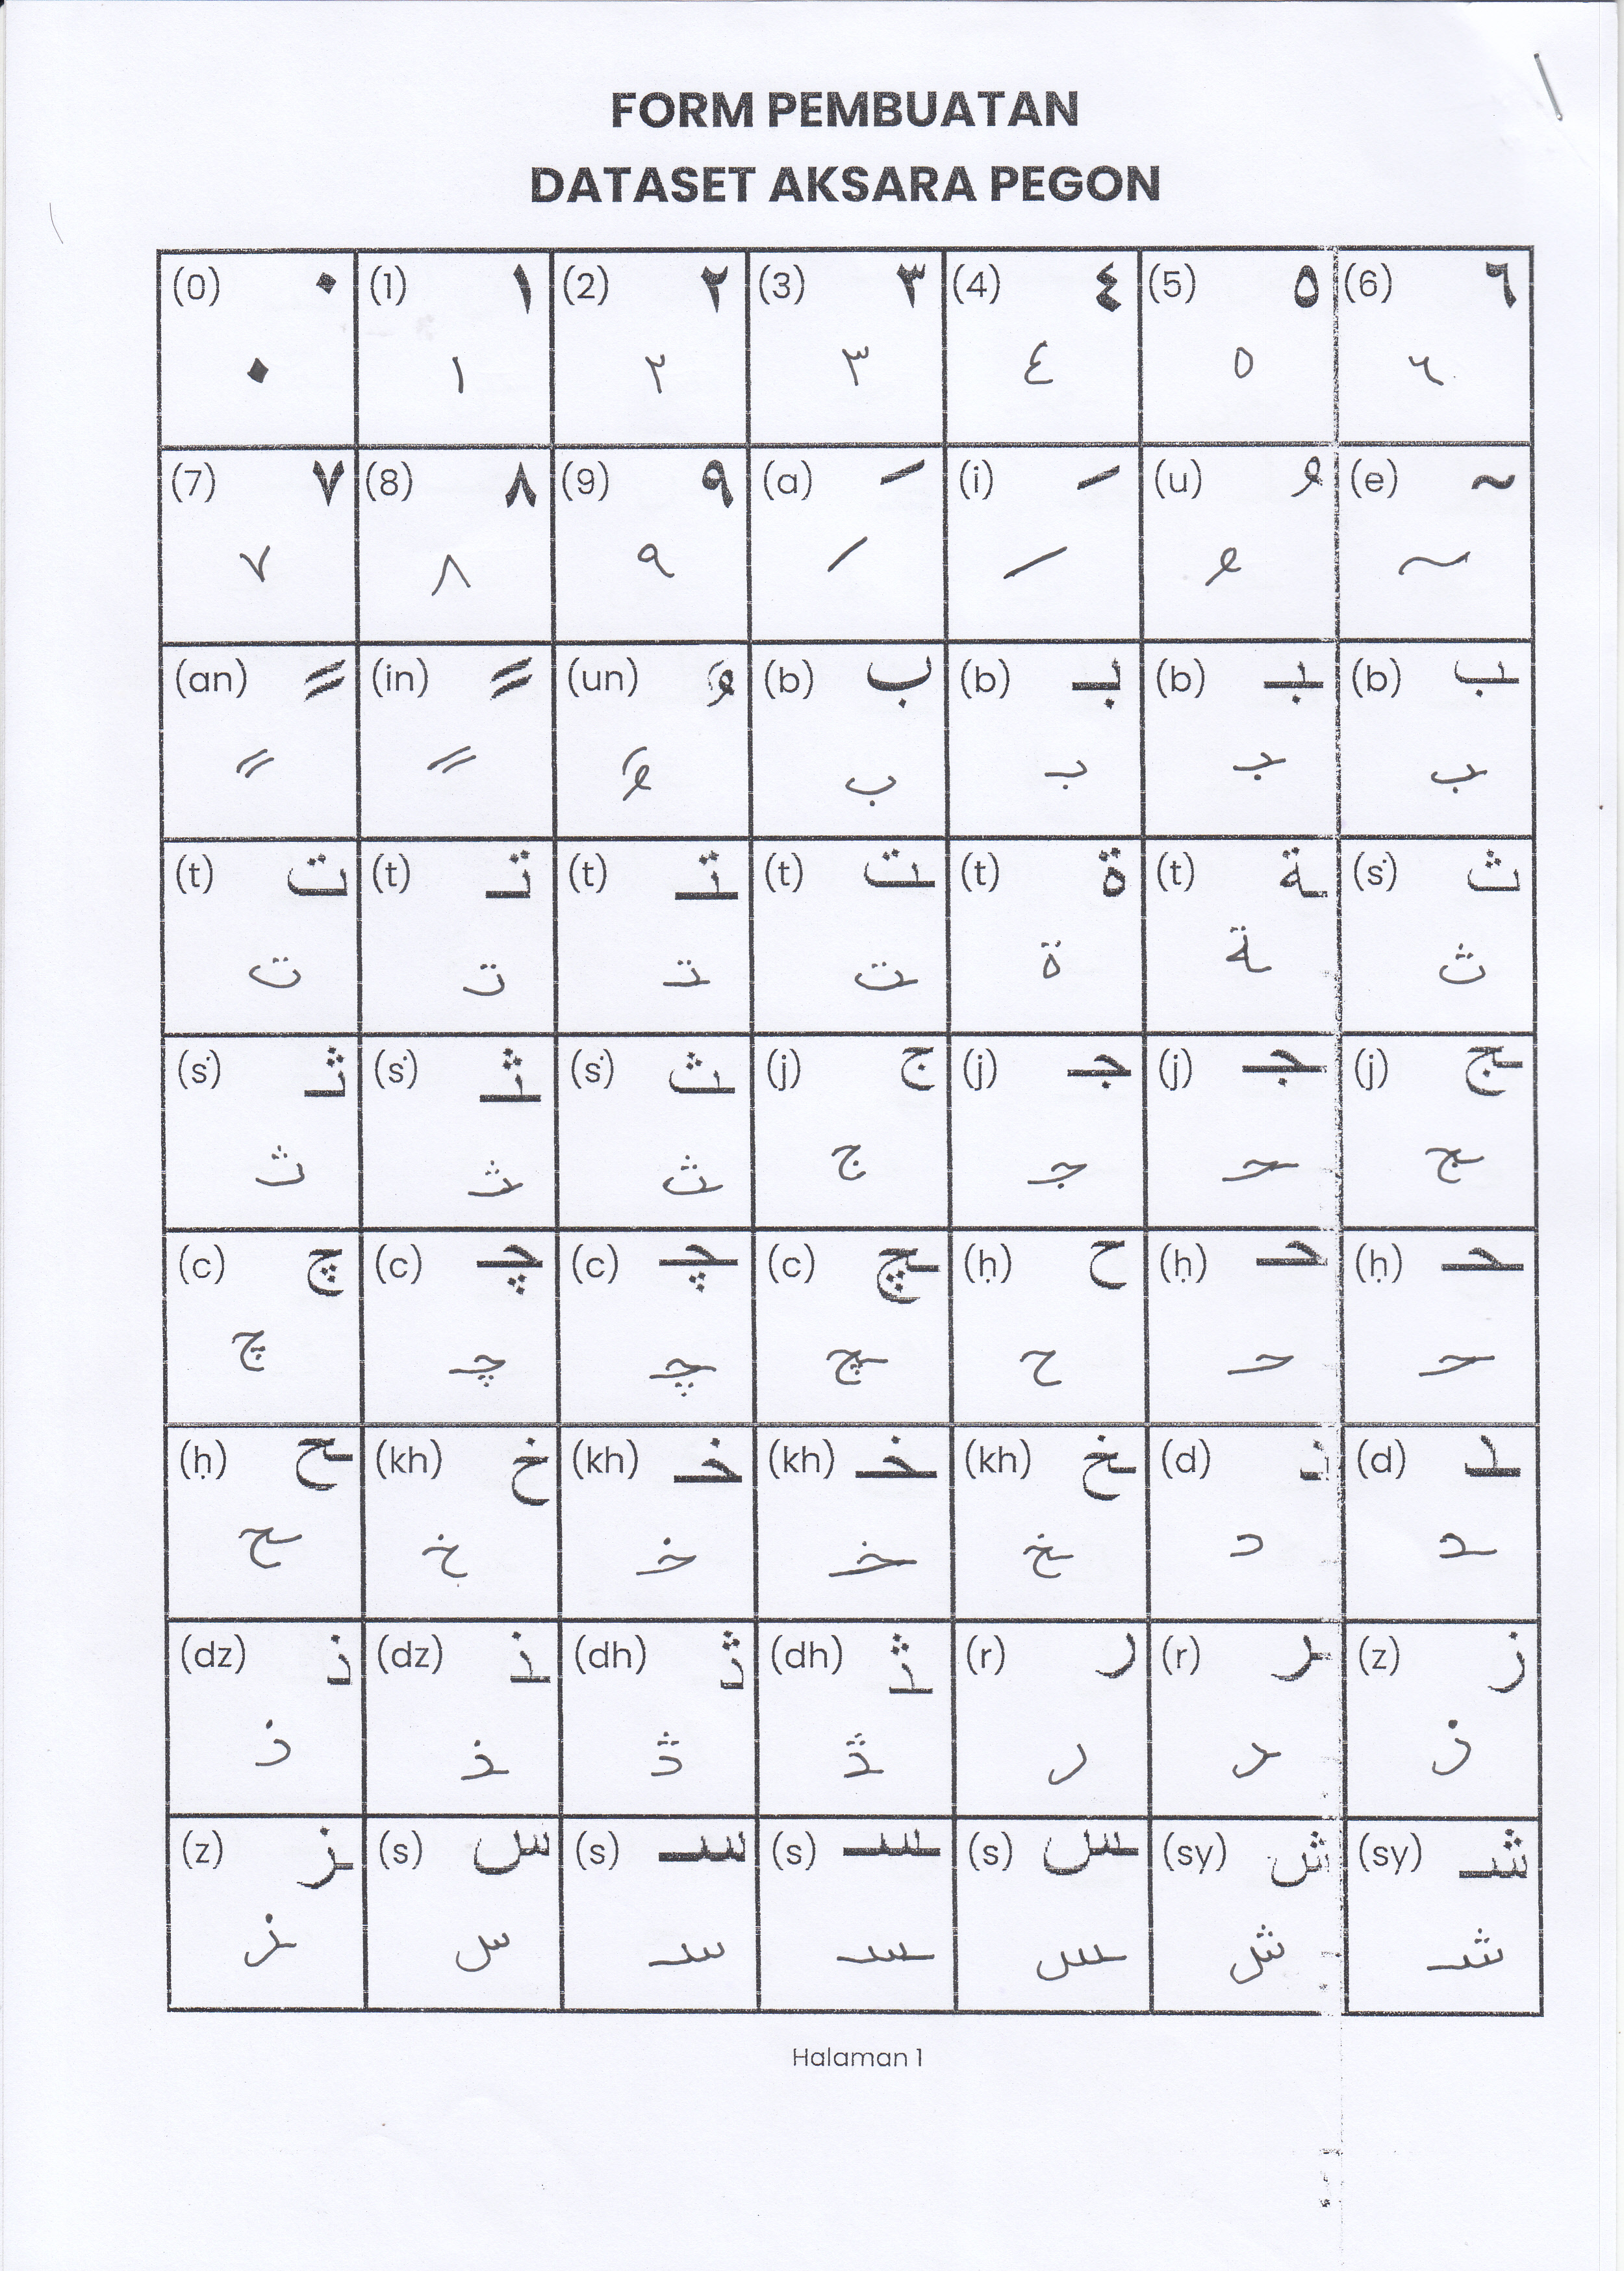 FORM PEMBUATAN
DATASET AKSARA PEGON
(0) ٠ (1) ١ (2) ٢ (3) ٣ (4) ٤ (5) ٥ (6) ٦
٠ ١ ٢ ٣ ٤ ٥ ٦
(7) ٧ (8) ٨ (9) ٩ (a) َ (i) ِ (u) ُ (e) ~
٧ ٨ ٩ َ ِ ُ ~
(an) ً (in) ٍ (un) ٌ (b) ب (b) بـ (b) ـبـ (b) ـب
ً ٍ ٌ ب بـ ـبـ ـب
(t) ت (t) تـ (t) ـتـ (t) ـت (t) ة (t) ـة (ṡ) ث
ت تـ ـتـ ـت ة ـة ث
(ṡ) ثـ (ṡ) ـثـ (ṡ) ـث (j) ج (j) جـ (j) ـجـ (j) ـج
ثـ ـثـ ـث ج جـ ـحـ ـج
(c) چ (c) چـ (c) ـچـ (c) ـچ (ḥ) ح (ḥ) حـ (ḥ) ـحـ
چ چـ ـچـ ـچ ح حـ ـحـ
(ḥ) ـح (kh) خ (kh) خـ (kh) ـخـ (kh) ـخ (d) د (d) ـد
ـح خ خـ ـخـ ـخ د ـد
(dz) ذ (dz) ـذ (dh) ڎ (dh) ـڎ (r) ر (r) ـر (z) ز
ذ ـذ ڎ ـڎ ر ـر ز
(z) ـز (s) س (s) سـ (s) ـسـ (s) ـس (sy) ش (sy) شـ
ـز س سـ ـسـ ـس ش شـ
Halaman 1